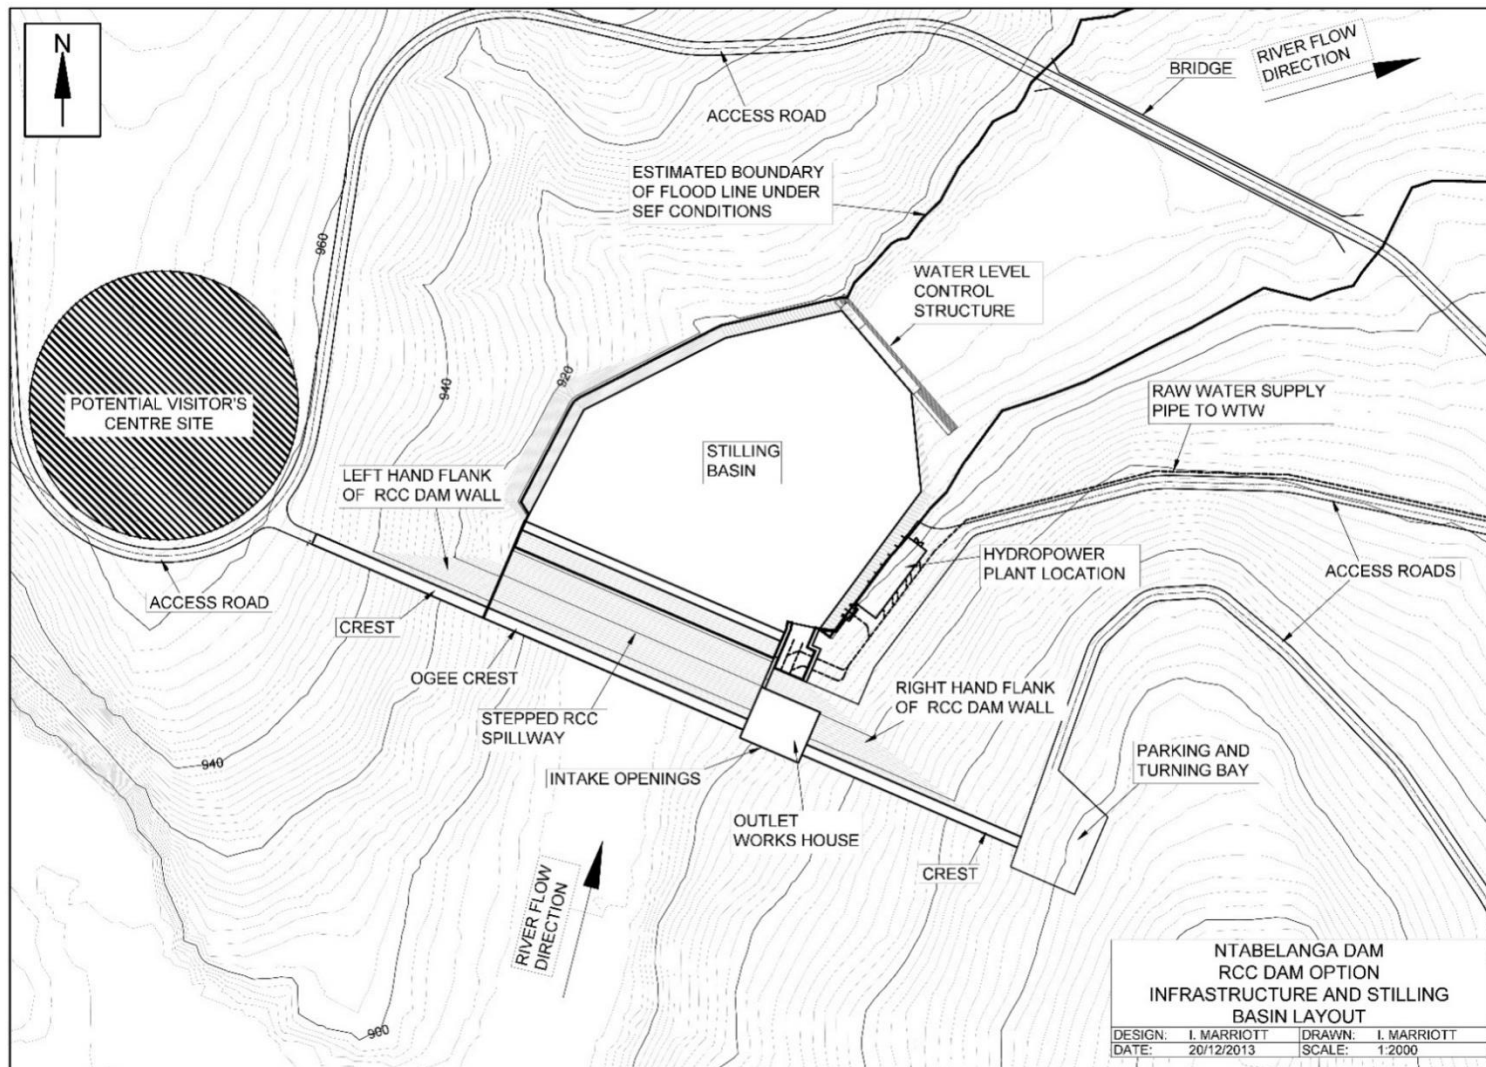 N
RIVER FLOW
DIRECTION
BRIDGE
ACCESS ROAD
ESTIMATED BOUNDARY
OF FLOOD LINE UNDER
SEF CONDITIONS
960
WATER LEVEL
CONTROL
STRUCTURE
940
920
POTENTIAL VISITOR'S
CENTRE SITE
RAW WATER SUPPLY
PIPE TO WTW
STILLING
BASIN
LEFT HAND FLANK
OF RCC DAM WALL
HYDROPOWER
PLANT LOCATION
ACCESS ROADS
ACCESS ROAD
CREST
OGEE CREST
RIGHT HAND FLANK
OF RCC DAM WALL
STEPPED RCC
SPILLWAY
940
INTAKE OPENINGS
PARKING AND
TURNING BAY
OUTLET
WORKS HOUSE
CREST
RIVER FLOW
DIRECTION
900
NTABELANGA DAM
RCC DAM OPTION
INFRASTRUCTURE AND STILLING
BASIN LAYOUT
DESIGN: I. MARRIOTT DRAWN: I. MARRIOTT
DATE: 20/12/2013 SCALE: 1:2000